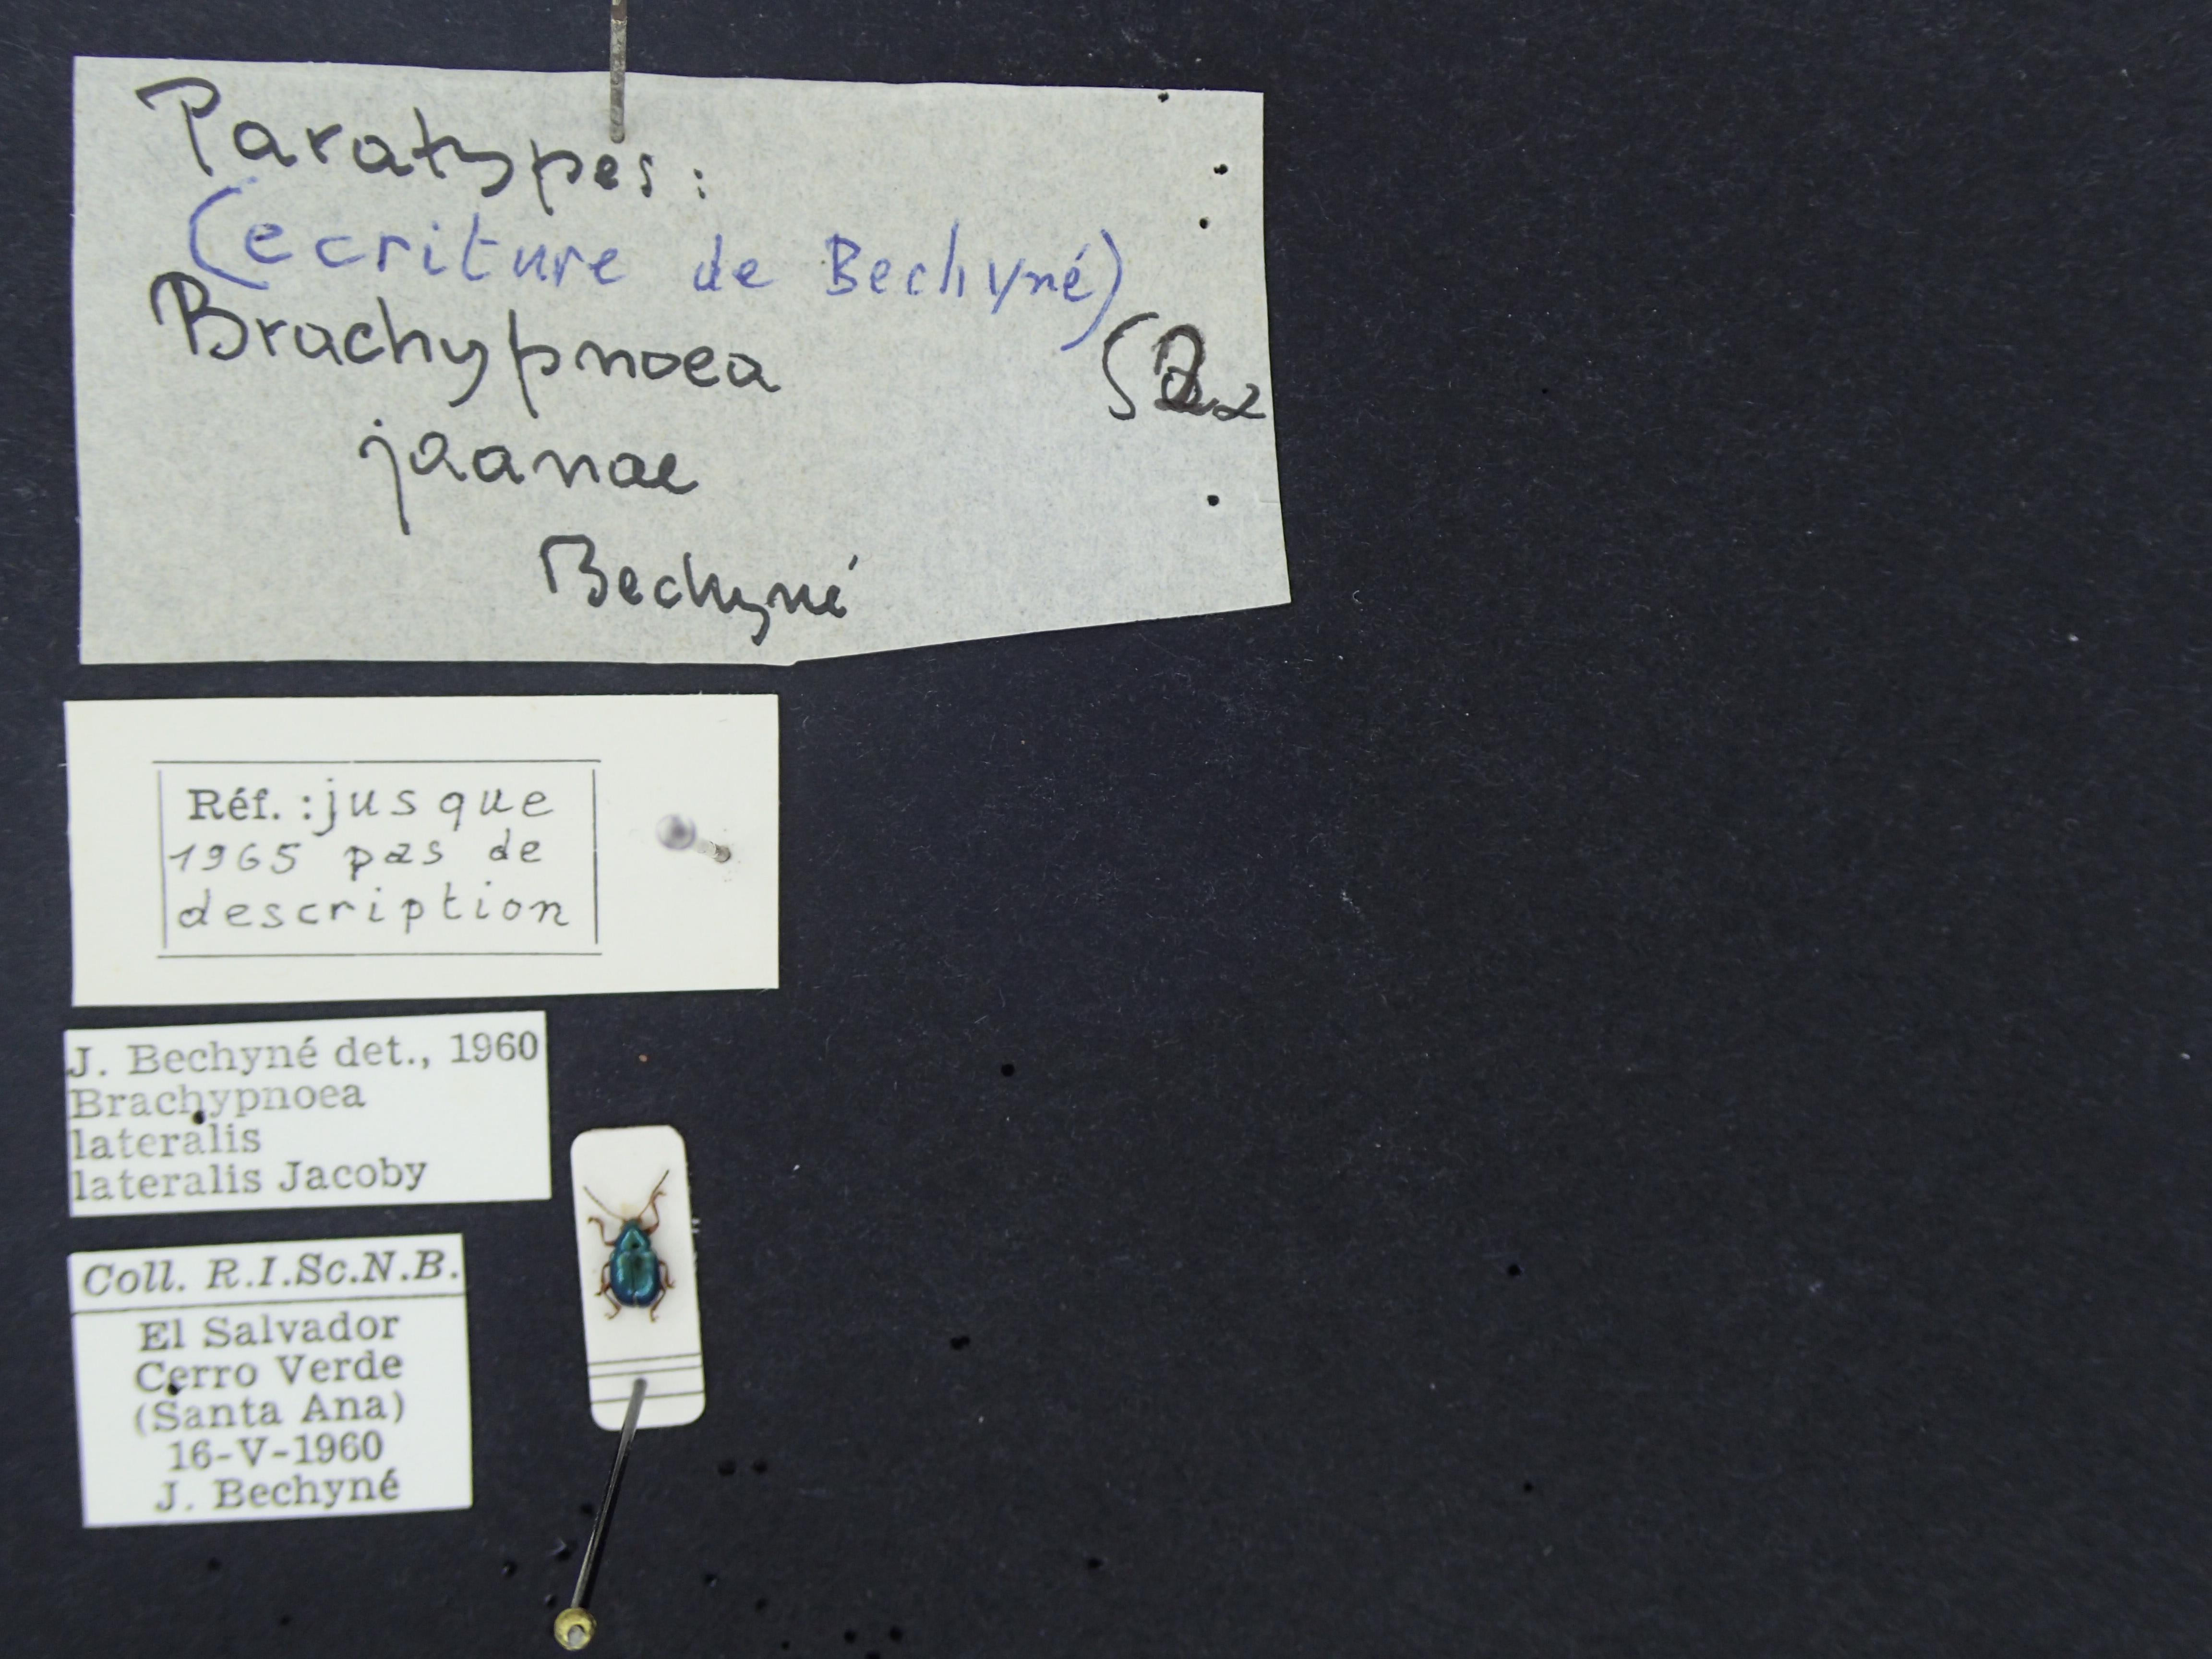 Paratypes:
(ecriture de Bechyné)
Brachypnoea
jaanae
Bechyné
Réf. : jusque
1965 pas de
description
J. Bechyné det., 1960
Brachypnoea
lateralis
lateralis Jacoby
Coll. R.I.Sc.N.B.
El Salvador
Cerro Verde
(Santa Ana)
16-V-1960
J. Bechyné